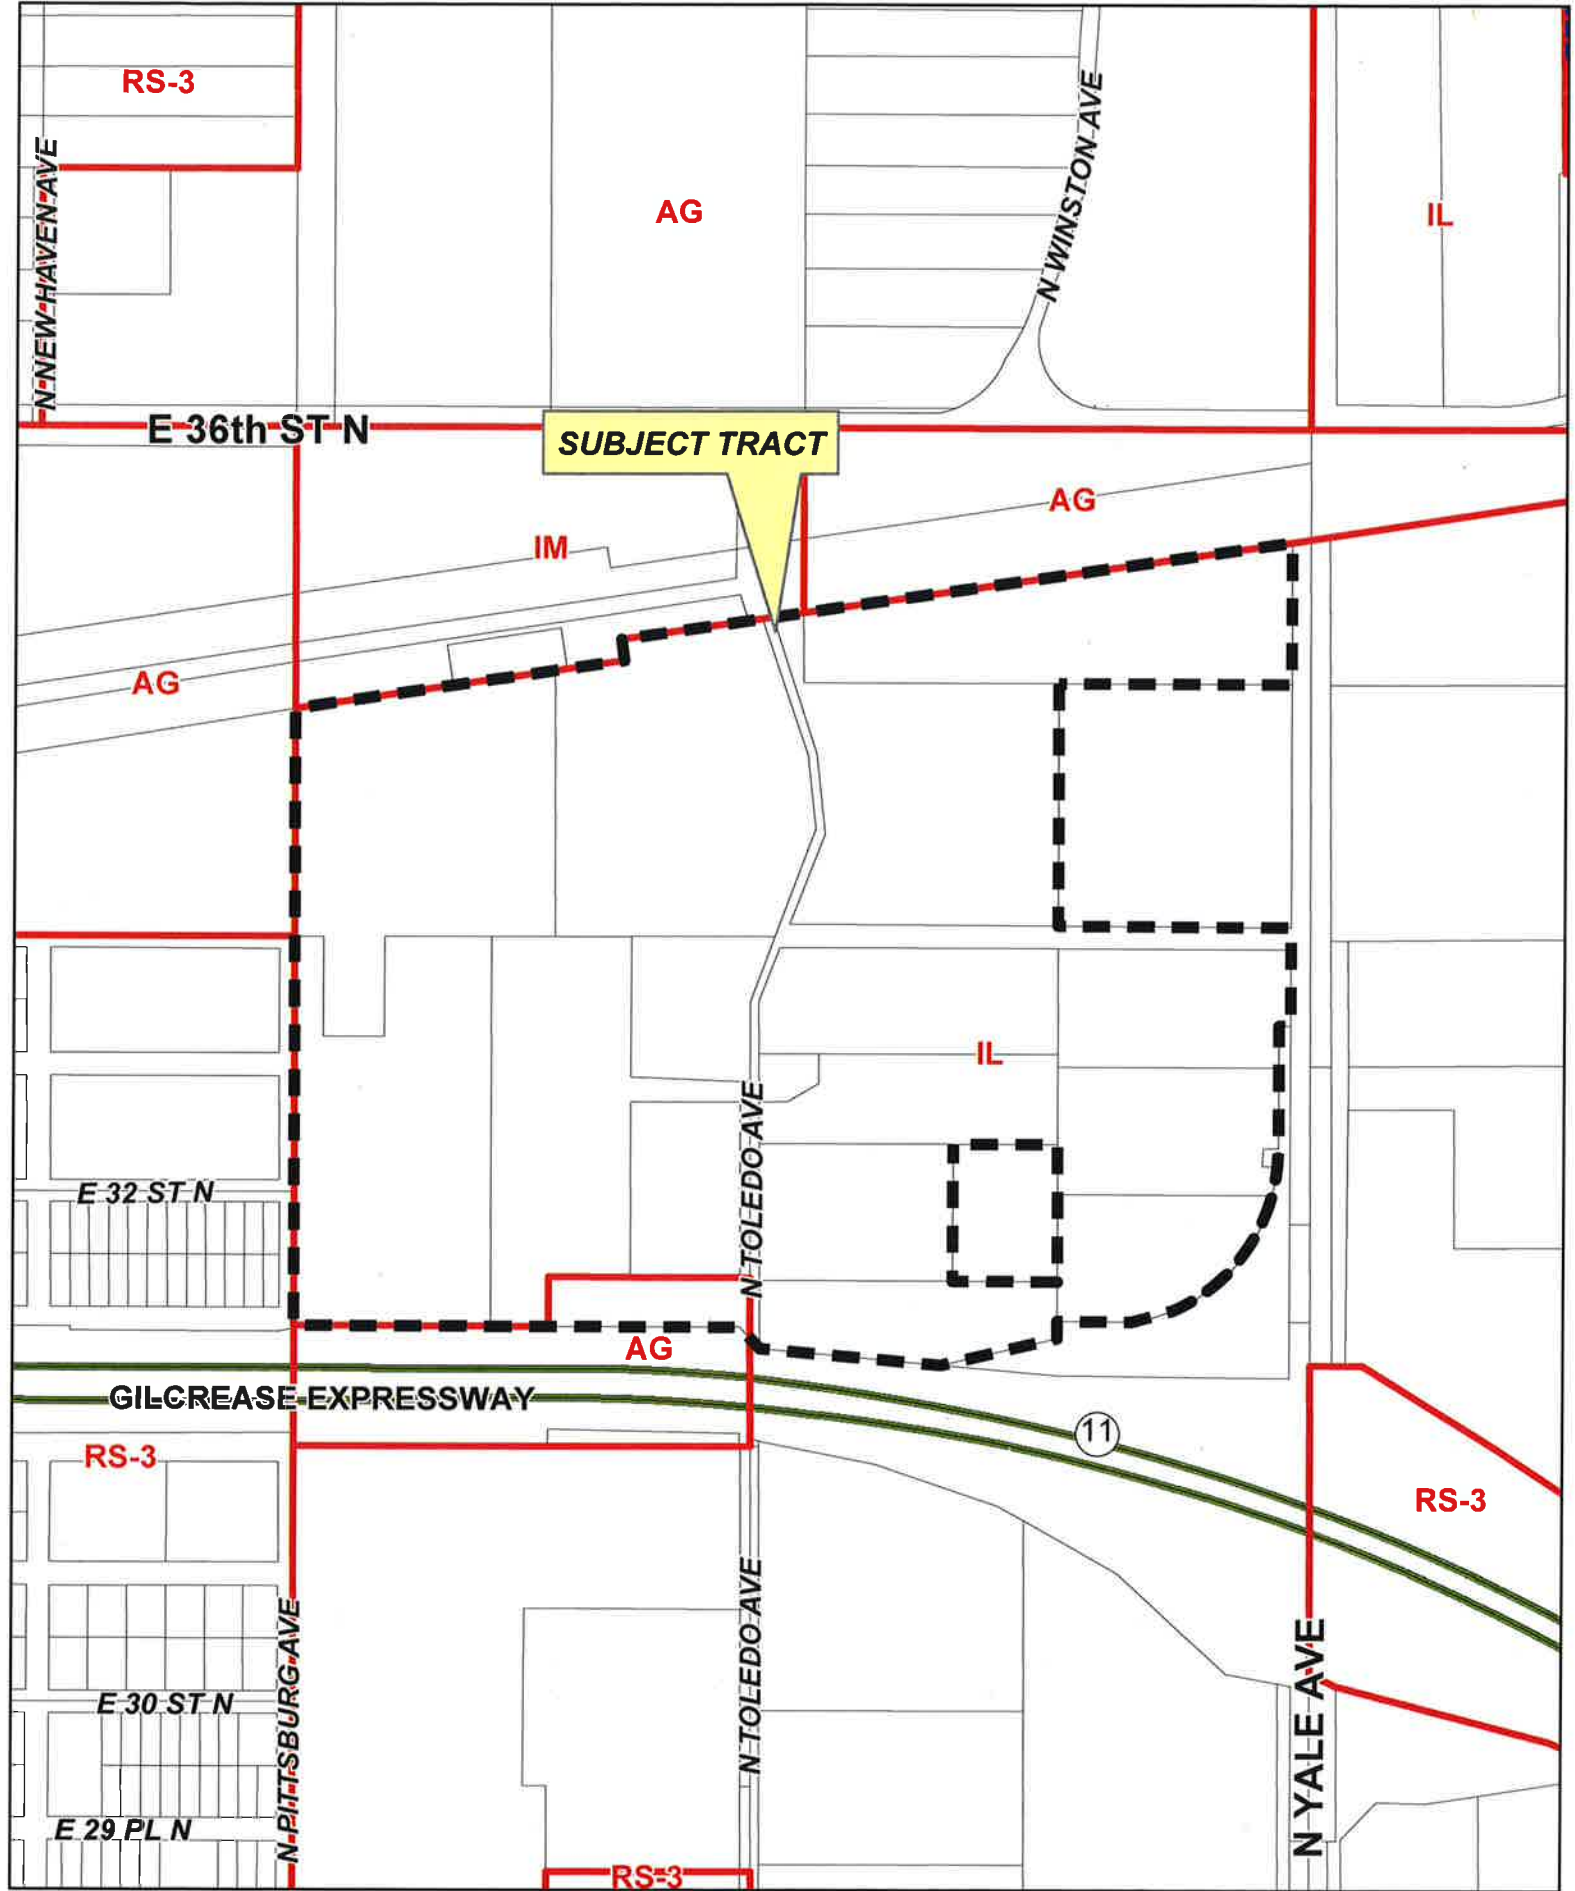 RS-3
N NEW HAVEN AVE
AG
N WINSTON AVE
IL
E 36th ST N
SUBJECT TRACT
AG
IM
AG
IL
N TOLEDO AVE
E 32 ST N
AG
GILCREASE EXPRESSWAY
11
RS-3
RS-3
N PITTSBURG AVE
N TOLEDO AVE
N YALE AVE
E 30 ST N
E 29 PL N
RS-3